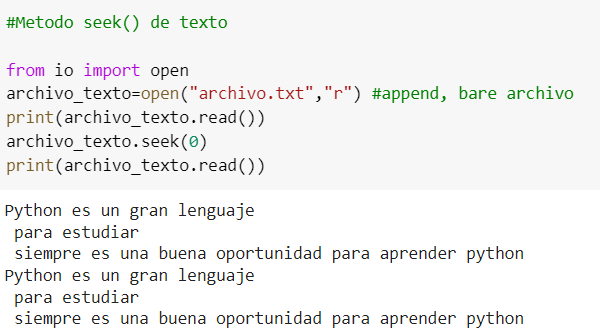 #Metodo seek() de texto
from io import open
archivo_texto=open("archivo.txt","r") #append, bare archivo
print(archivo_texto.read())
archivo_texto.seek(0)
print(archivo_texto.read())
Python es un gran lenguaje
 para estudiar
 siempre es una buena oportunidad para aprender python
Python es un gran lenguaje
 para estudiar
 siempre es una buena oportunidad para aprender python